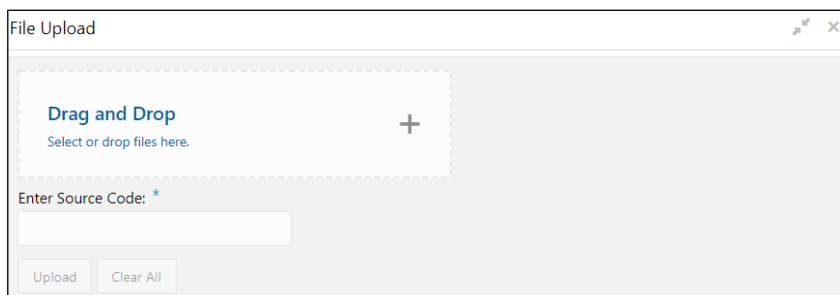 File Upload
Drag and Drop
Select or drop files here.
Enter Source Code: *
Upload Clear All